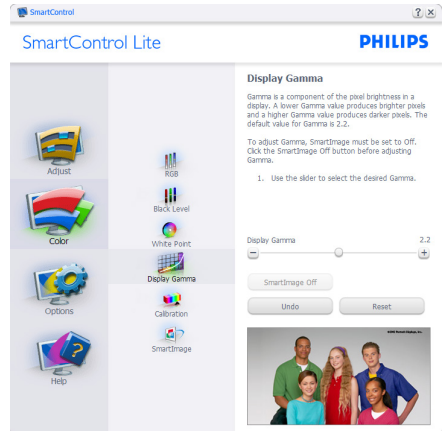 SmartControl
SmartControl Lite
PHILIPS
Adjust
Color
Options
Help
RGB
Black Level
White Point
Display Gamma
Calibration
SmartImage
Display Gamma
Gamma is a component of the pixel brightness in a
display. A lower Gamma value produces brighter pixels
and a higher Gamma value produces darker pixels. The
default value for Gamma is 2.2.
To adjust Gamma, SmartImage must be set to Off.
Click the SmartImage Off button before adjusting
Gamma.
1. Use the slider to select the desired Gamma.
Display Gamma 2.2
SmartImage Off
Undo Reset